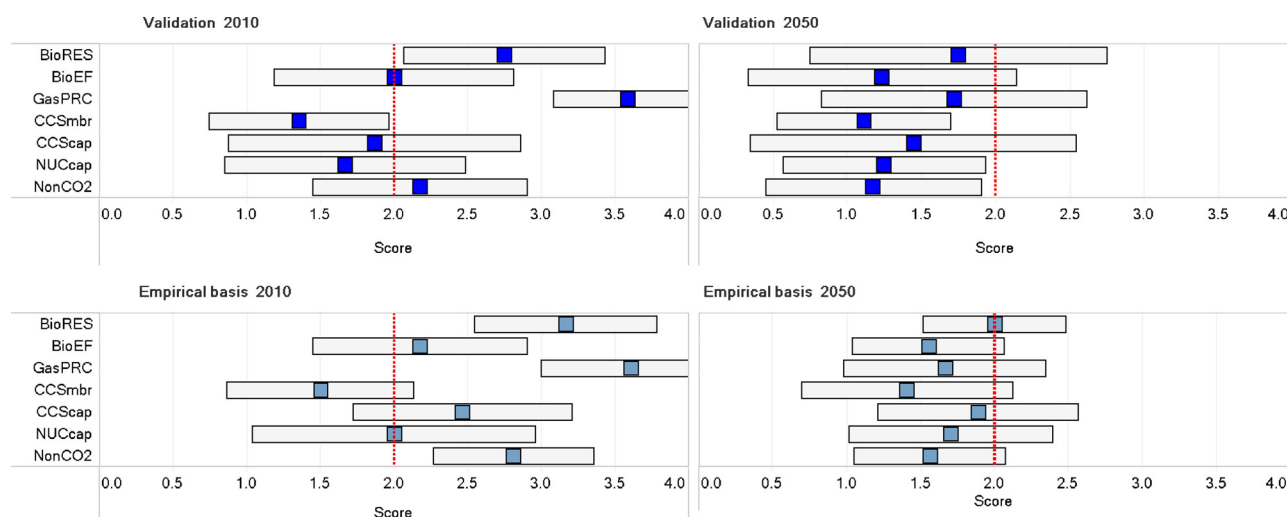 Validation 2010
BioRES
BioEF
GasPRC
CCSmbr
CCScap
NUCcap
NonCO2
0.0 0.5 1.0 1.5 2.0 2.5 3.0 3.5 4.0
Score
Validation 2050
0.0 0.5 1.0 1.5 2.0 2.5 3.0 3.5 4.0
Score
Empirical basis 2010
BioRES
BioEF
GasPRC
CCSmbr
CCScap
NUCcap
NonCO2
0.0 0.5 1.0 1.5 2.0 2.5 3.0 3.5 4.0
Score
Empirical basis 2050
0.0 0.5 1.0 1.5 2.0 2.5 3.0 3.5 4.0
Score